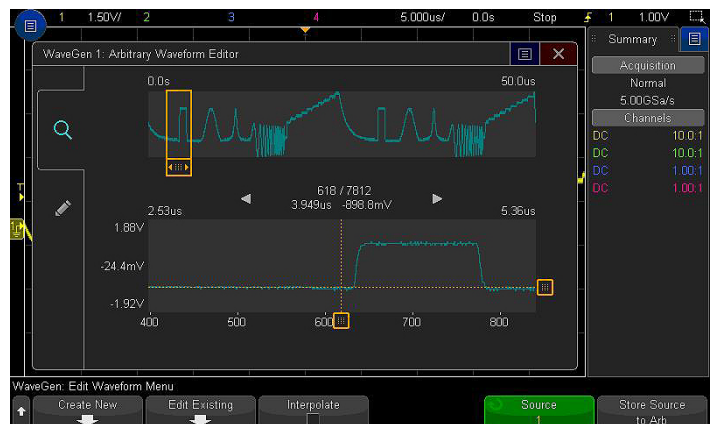 1 1.50V/ 2 3 4 5.000us/ 0.0s Stop 1 1.00V
Summary
WaveGen 1: Arbitrary Waveform Editor
Acquisition
Normal
5.00GSa/s
Channels
DC 10.0:1
DC 10.0:1
DC 1.00:1
DC 1.00:1
0.0s 50.0us
618 / 7812
3.949us -898.8mV
2.53us 5.36us
1.88V
-24.4mV
-1.92V
400 500 600 700 800
T
WaveGen: Edit Waveform Menu
Create New Edit Existing Interpolate Source Store Source
1 to Arb